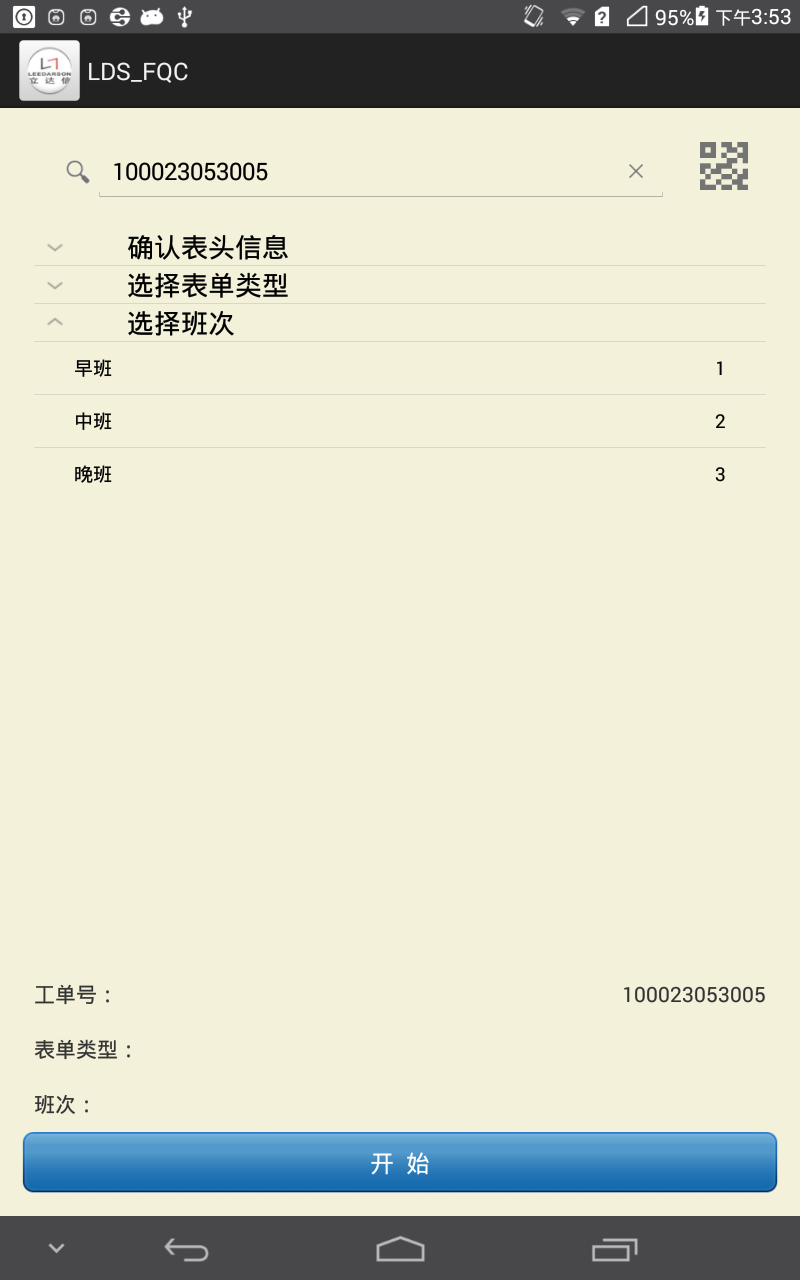 95% 下午3:53
LEEDARSON
立达信
LDS_FQC
100023053005
确认表头信息
选择表单类型
选择班次
早班 1
中班 2
晚班 3
工单号： 100023053005
表单类型：
班次：
开 始